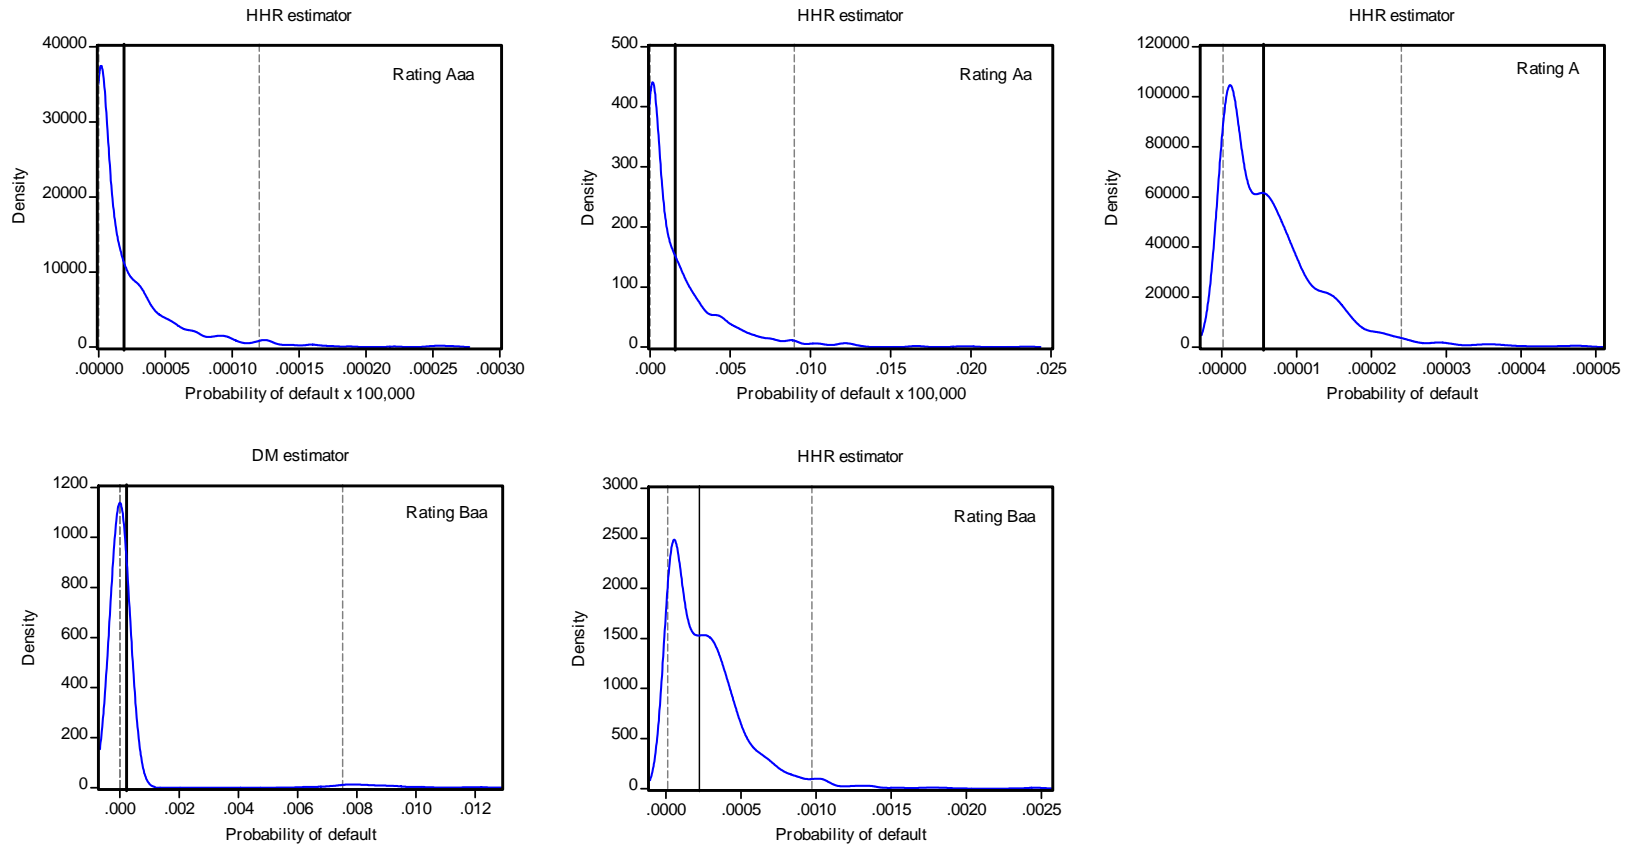 HHR estimator
40000
30000
20000
10000
0
Density
Rating Aaa
.00000 .00005 .00010 .00015 .00020 .00025 .00030
Probability of default x 100,000
HHR estimator
500
400
300
200
100
0
Density
Rating Aa
.000 .005 .010 .015 .020 .025
Probability of default x 100,000
HHR estimator
120000
100000
80000
60000
40000
20000
0
Density
Rating A
.00000 .00001 .00002 .00003 .00004 .00005
Probability of default
DM estimator
1200
1000
800
600
400
200
0
Density
Rating Baa
.000 .002 .004 .006 .008 .010 .012
Probability of default
HHR estimator
3000
2500
2000
1500
1000
500
0
Density
Rating Baa
.0000 .0005 .0010 .0015 .0020 .0025
Probability of default